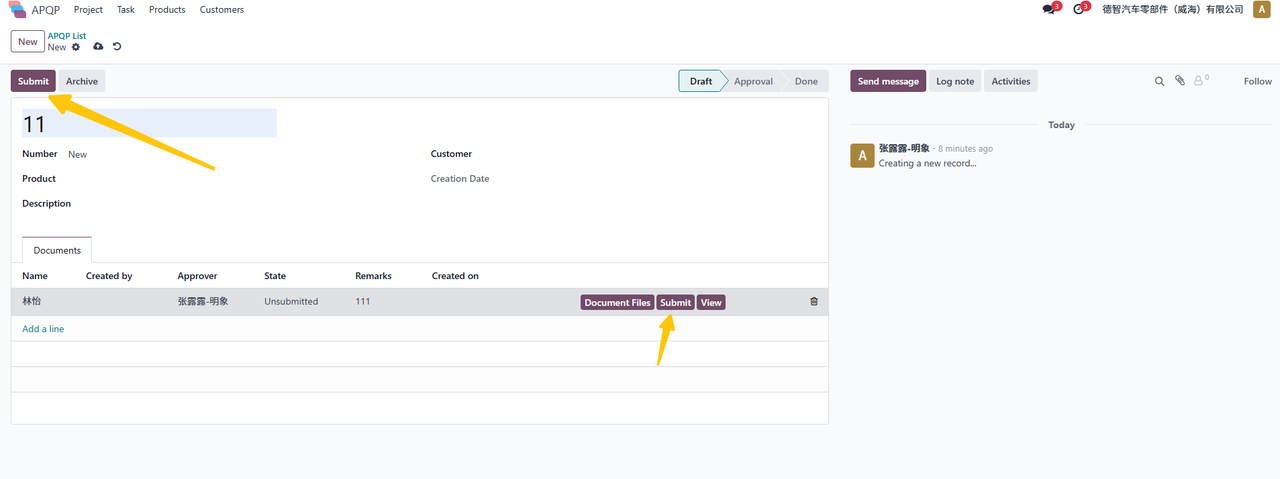 APQP Project Task Products Customers 3 3 德智汽车零部件（威海）有限公司 A
New APQP List
New
Submit Archive Draft Approval Done Send message Log note Activities 0 Follow
11
Today
Number New Customer
A 张露露-明象 - 8 minutes ago
Creating a new record...
Product Creation Date
Description
Documents
Name Created by Approver State Remarks Created on
林怡 张露露-明象 Unsubmitted 111 Document Files Submit View
Add a line